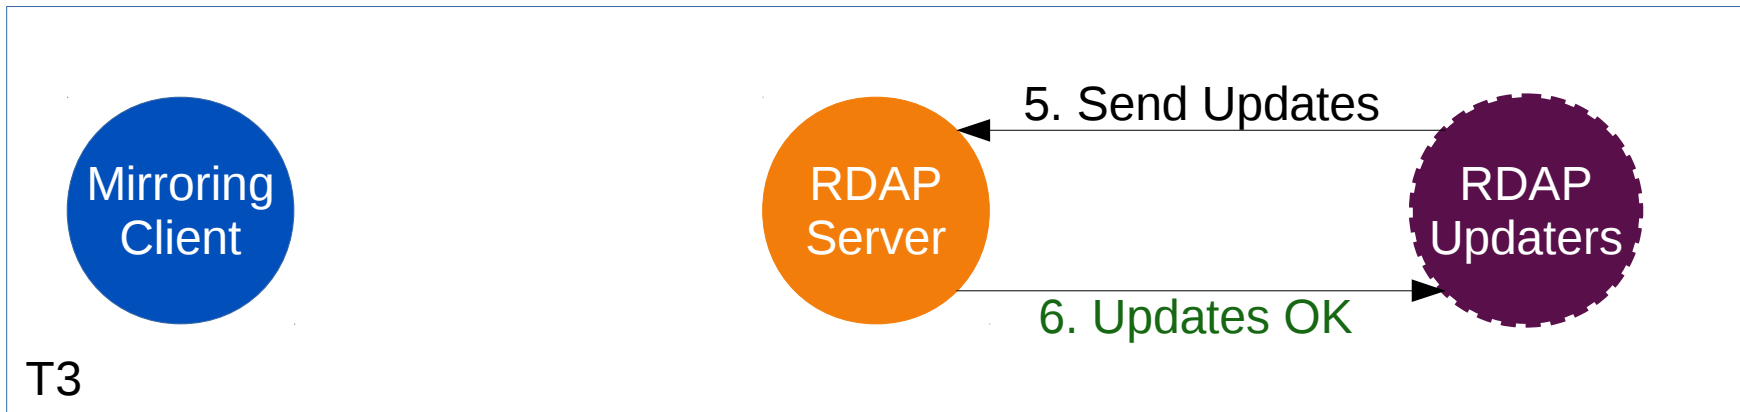 5. Send Updates
Mirroring
Client
RDAP
Server
RDAP
Updaters
6. Updates OK
T3